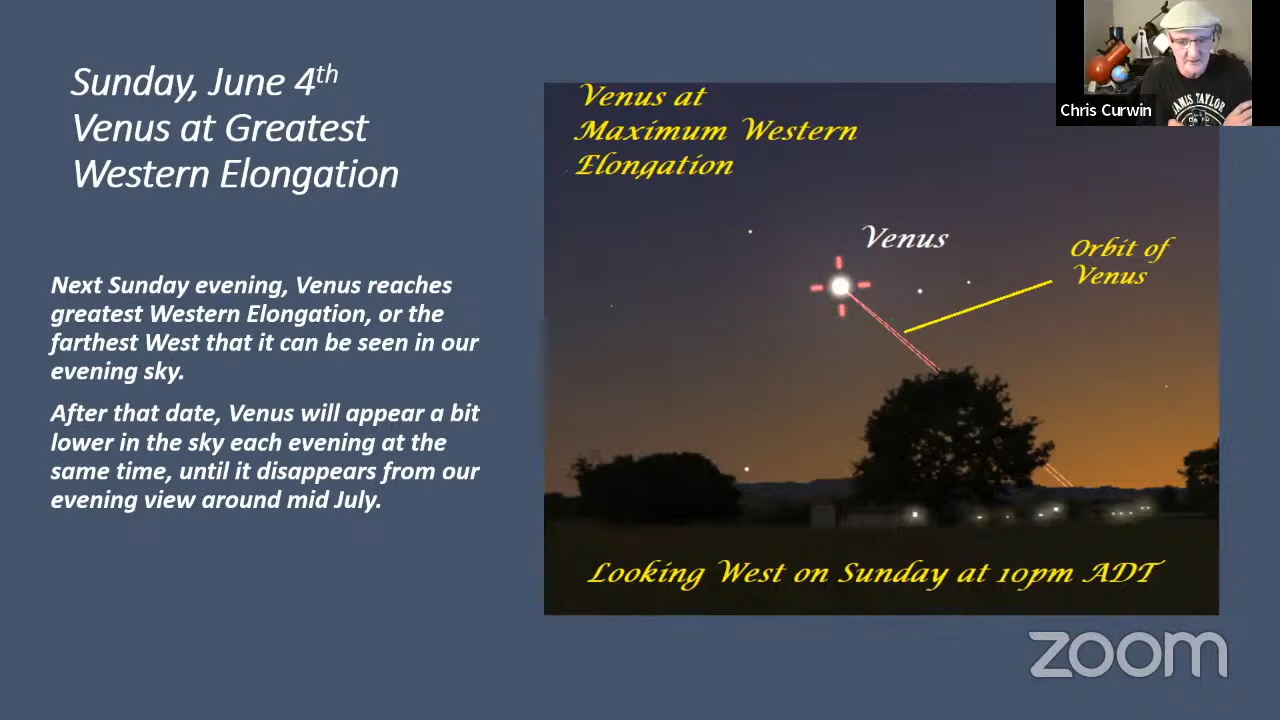 Sunday, June 4th
Venus at Greatest
Western Elongation
Next Sunday evening, Venus reaches
greatest Western Elongation, or the
farthest West that it can be seen in our
evening sky.
After that date, Venus will appear a bit
lower in the sky each evening at the
same time, until it disappears from our
evening view around mid July.
Venus at
Maximum Western
Elongation
Venus
Orbit of
Venus
Looking West on Sunday at 10pm ADT
Chris Curwin
TAYLOR
zoom